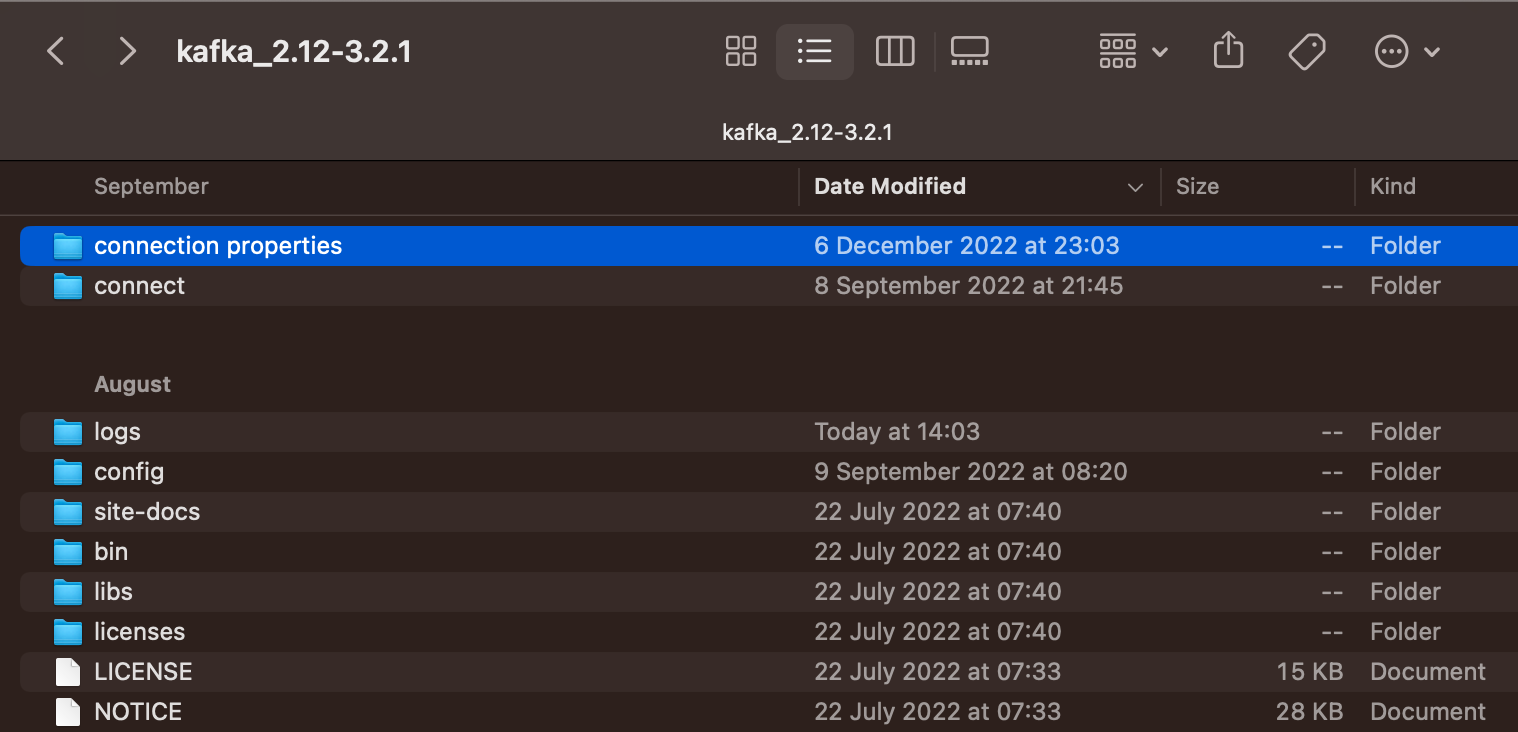 kafka_2.12-3.2.1
kafka_2.12-3.2.1
September Date Modified Size Kind
connection properties 6 December 2022 at 23:03 -- Folder
connect 8 September 2022 at 21:45 -- Folder
August
logs Today at 14:03 -- Folder
config 9 September 2022 at 08:20 -- Folder
site-docs 22 July 2022 at 07:40 -- Folder
bin 22 July 2022 at 07:40 -- Folder
libs 22 July 2022 at 07:40 -- Folder
licenses 22 July 2022 at 07:40 -- Folder
LICENSE 22 July 2022 at 07:33 15 KB Document
NOTICE 22 July 2022 at 07:33 28 KB Document